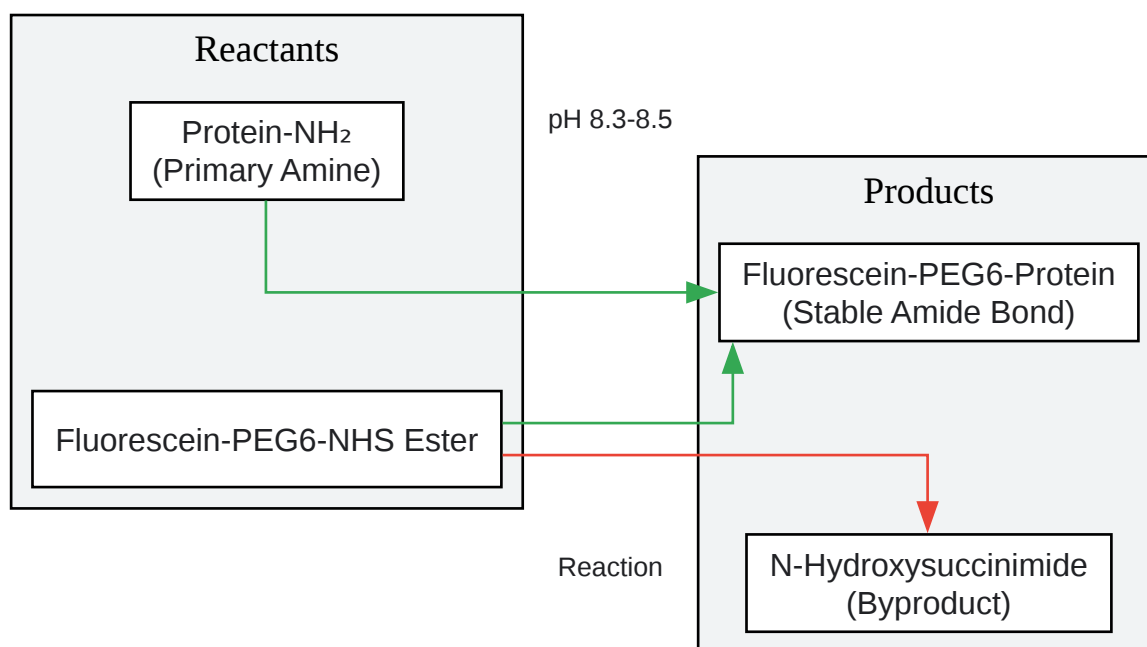 Reactants
Protein-NH₂
(Primary Amine)
Fluorescein-PEG6-NHS Ester
pH 8.3-8.5
Reaction
Products
Fluorescein-PEG6-Protein
(Stable Amide Bond)
N-Hydroxysuccinimide
(Byproduct)